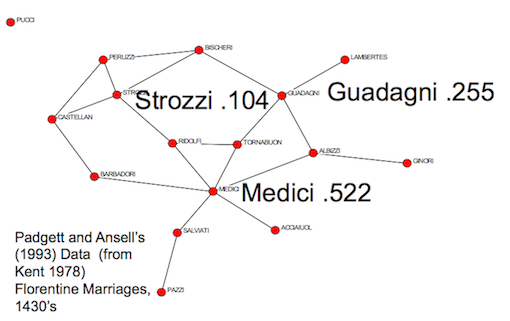 PUCCI
BISCHERI
PERUZZI
LAMBERTES
STROZZI
Strozzi .104
GUADAGNI
Guadagni .255
CASTELLAN
RIDOLFI
TORNABUON
ALBIZZI
GINORI
BARBADORI
MEDICI
Medici .522
SALVIATI
ACCIAIUOL
PAZZI
Padgett and Ansell's
(1993) Data (from
Kent 1978)
Florentine Marriages,
1430's